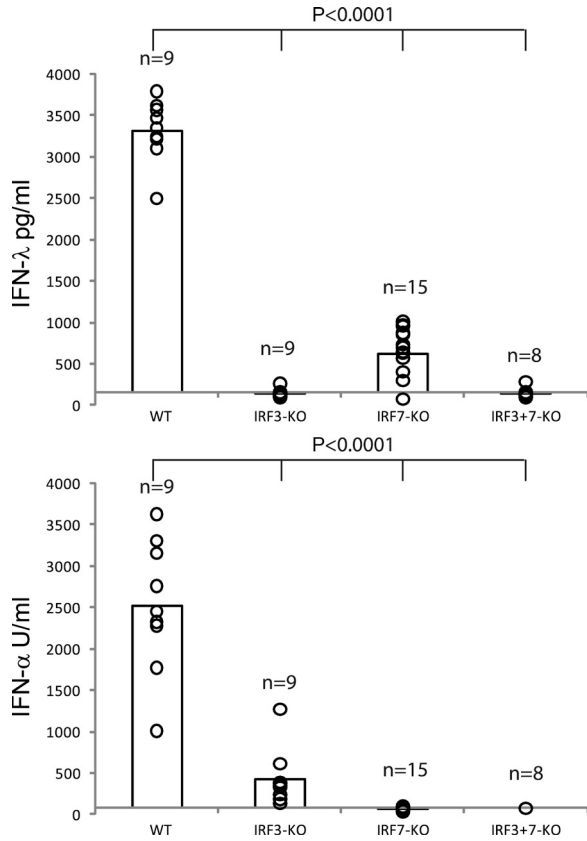 P<0.0001
n=9
4000
3500
3000
2500
2000
1500
1000
500
0
IFN-λ pg/ml
n=9
n=15
n=8
WT
IRF3-KO
IRF7-KO
IRF3+7-KO
P<0.0001
n=9
4000
3500
3000
2500
2000
1500
1000
500
0
IFN-α U/ml
n=9
n=15
n=8
WT
IRF3-KO
IRF7-KO
IRF3+7-KO